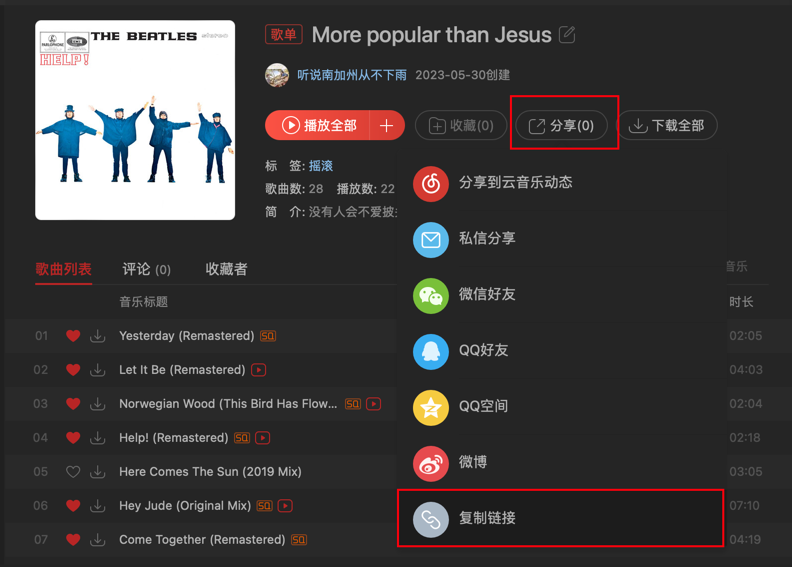 THE BEATLES stereo
PARLOPHONE
HELP!
歌单 More popular than Jesus
听说南加州从不下雨 2023-05-30创建
播放全部 + 收藏(0) 分享(0) 下载全部
标 签: 摇滚
歌曲数: 28 播放数: 22
简 介: 没有人会不爱披
分享到云音乐动态
私信分享
微信好友
QQ好友
QQ空间
微博
复制链接
歌曲列表 评论 (0) 收藏者 音乐
音乐标题 时长
01 Yesterday (Remastered) SQ 02:05
02 Let It Be (Remastered) 04:03
03 Norwegian Wood (This Bird Has Flow... SQ 02:04
04 Help! (Remastered) SQ 02:18
05 Here Comes The Sun (2019 Mix) 03:05
06 Hey Jude (Original Mix) SQ 07:10
07 Come Together (Remastered) SQ 04:19